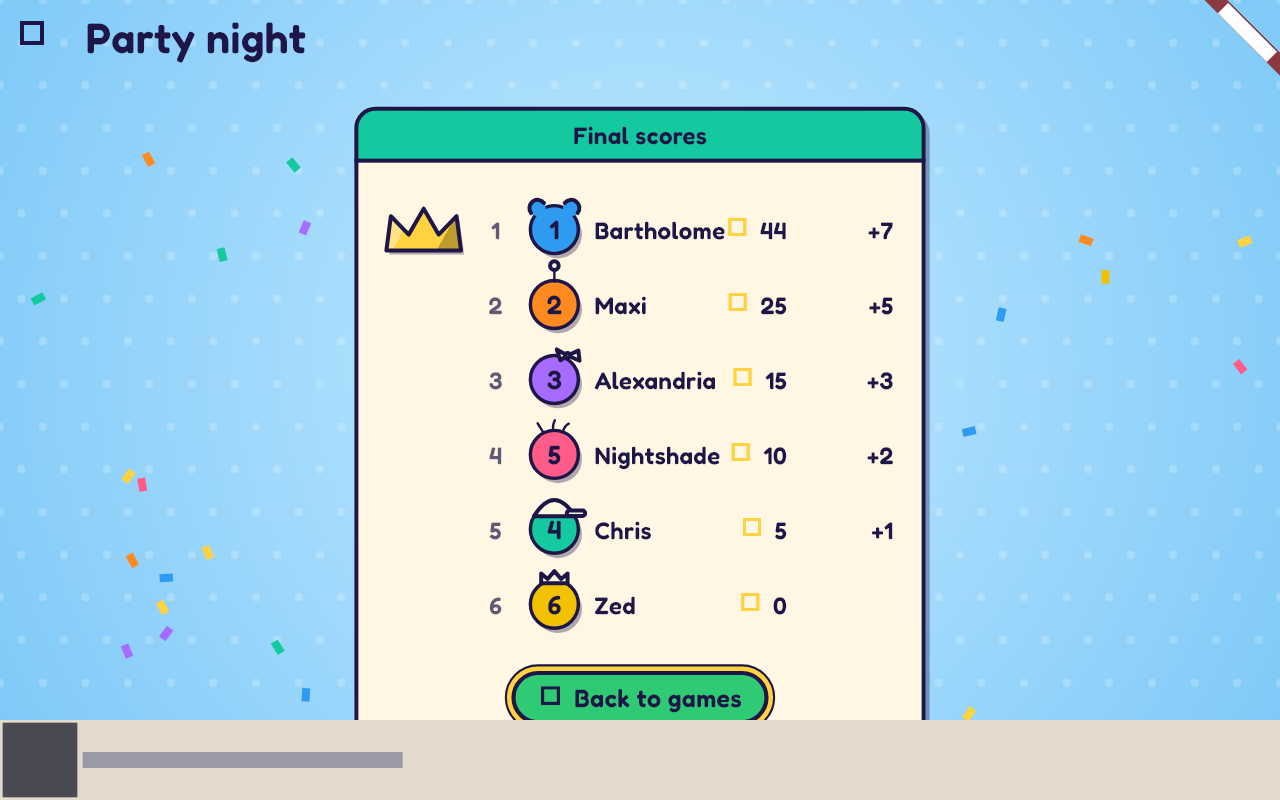 Party night
Final scores
1 1 Bartholome 44 +7
2 2 Maxi 25 +5
3 3 Alexandria 15 +3
4 5 Nightshade 10 +2
5 4 Chris 5 +1
6 6 Zed 0
Back to games